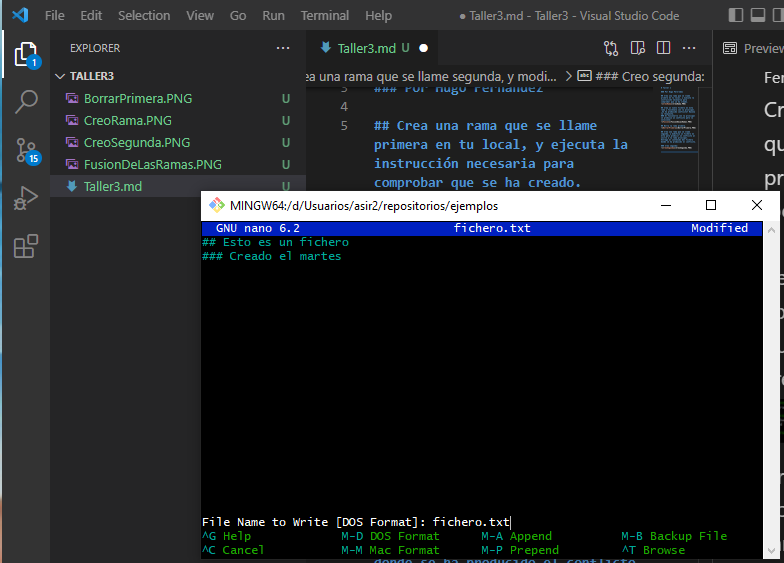 File Edit Selection View Go Run Terminal Help ● Taller3.md - Taller3 - Visual Studio Code
EXPLORER ···
Taller3.md U ●
Preview
TALLER3
BorrarPrimera.PNG U
CreoRama.PNG U
CreoSegunda.PNG U
FusionDeLasRamas.PNG U
Taller3.md U
1
15
ea una rama que se llame segunda, y modi... > abc ### Creo segunda:
3 ### Por Hugo Fernandez
4
5 ## Crea una rama que se llame
primera en tu local, y ejecuta la
instrucción necesaria para
comprobar que se ha creado.
Fer
Cr
qu
pr
MINGW64:/d/Usuarios/asir2/repositorios/ejemplos
GNU nano 6.2 fichero.txt Modified
## Esto es un fichero
### Creado el martes
File Name to Write [DOS Format]: fichero.txt
^G Help M-D DOS Format M-A Append M-B Backup File
^C Cancel M-M Mac Format M-P Prepend ^T Browse
donde se ha producido el conflicto